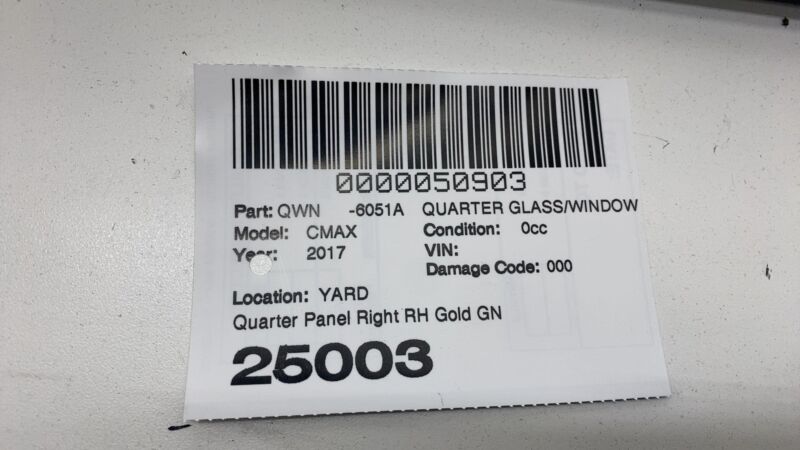 0000050903
Part: QWN -6051A QUARTER GLASS/WINDOW
Model: CMAX Condition: 0cc
Year: 2017 VIN:
Damage Code: 000
Location: YARD
Quarter Panel Right RH Gold GN
25003